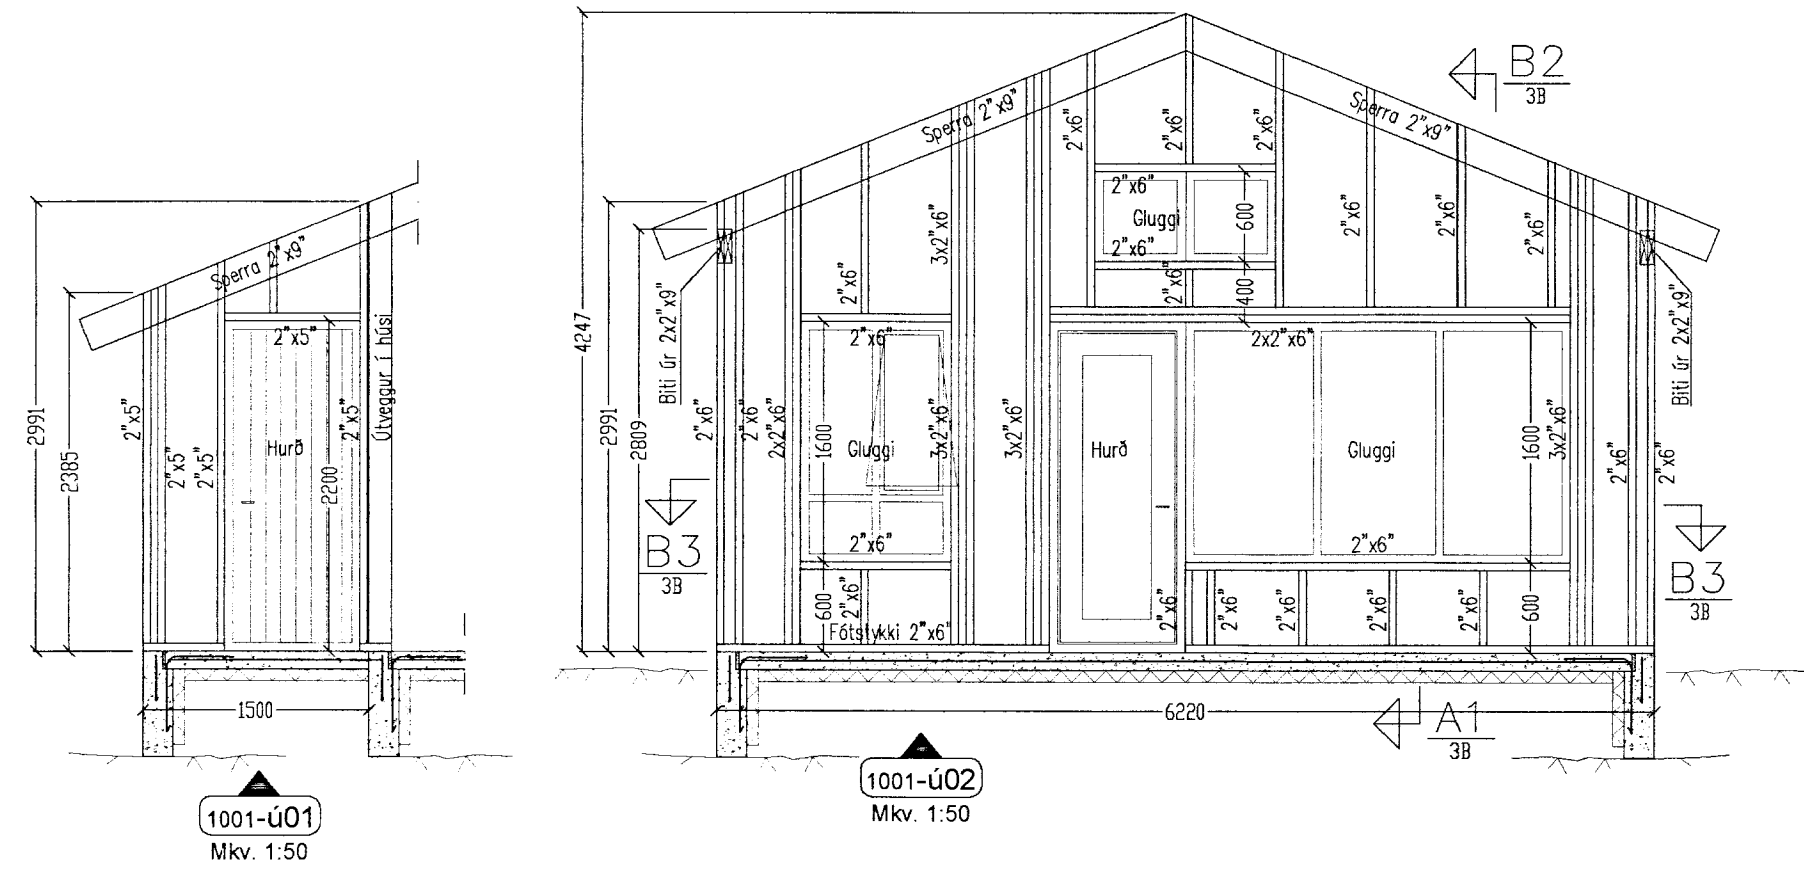 2991
2385
Sperra 2"x9"
2"x5"
2"x5"
2"x5"
2"x5"
2"x5"
Hurð
2200
Útveggur í húsi
1500
1001-ú01
Mkv. 1:50
4247
2991
2809
Biti úr 2x2"x9"
Sperra 2"x9"
Sperra 2"x9"
B2
3B
2"x6"
2"x6"
2"x6"
2"x6"
Gluggi
2"x6"
600
2"x6"
400
2"x6"
2"x6"
2"x6"
3x2"x6"
2"x6"
2"x6"
2x2"x6"
Biti úr 2x2"x9"
2"x6"
2"x6"
2x2"x6"
1600
Gluggi
3x2"x6"
3x2"x6"
Hurð
Gluggi
1600
3x2"x6"
2"x6"
2"x6"
B3
3B
2"x6"
2"x6"
B3
3B
600
2"x6"
Fótstykki 2"x6"
2"x6"
2"x6"
2"x6"
2"x6"
2"x6"
600
6220
A1
3B
1001-ú02
Mkv. 1:50